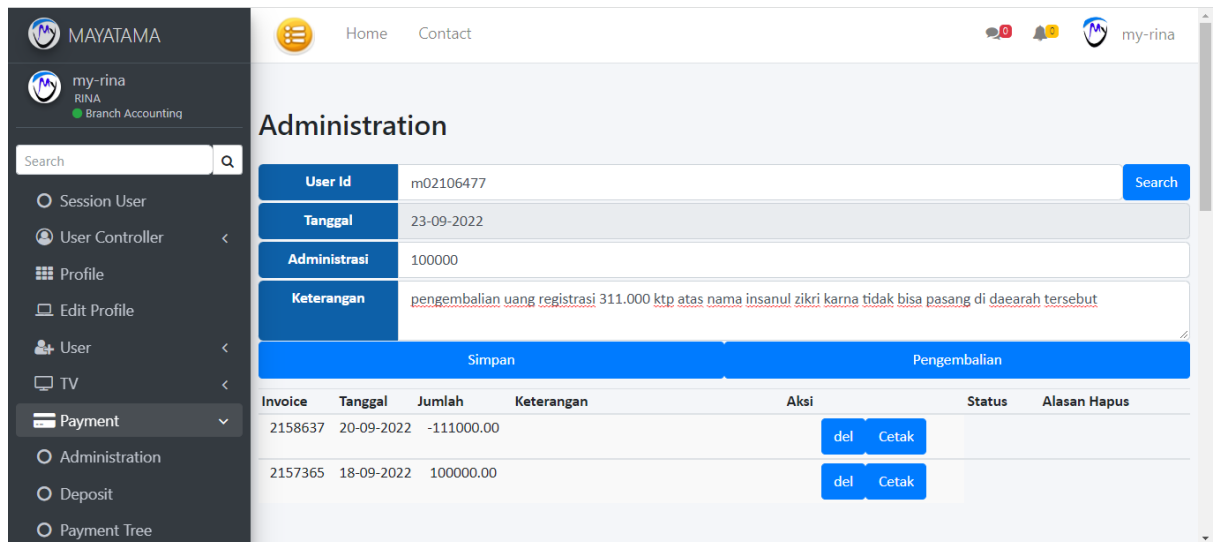 MAYATAMA
Home Contact 0 0 my-rina
my-rina
RINA
Branch Accounting
Search
Session User
User Controller
Profile
Edit Profile
User
TV
Payment
Administration
Deposit
Payment Tree
Administration
User Id m02106477 Search
Tanggal 23-09-2022
Administrasi 100000
Keterangan pengembalian uang registrasi 311.000 ktp atas nama insanul zikri karna tidak bisa pasang di daearah tersebut
Simpan Pengembalian
Invoice Tanggal Jumlah Keterangan Aksi Status Alasan Hapus
2158637 20-09-2022 -111000.00 del Cetak
2157365 18-09-2022 100000.00 del Cetak